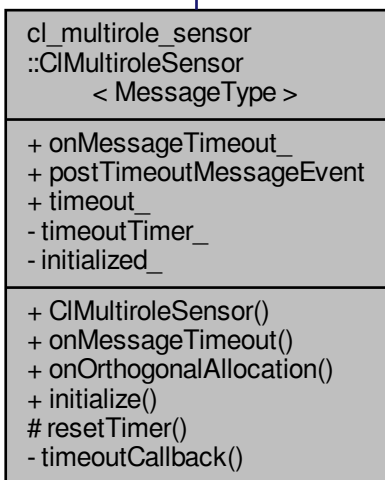 cl_multirole_sensor
::ClMultiroleSensor
< MessageType >
+ onMessageTimeout_
+ postTimeoutMessageEvent
+ timeout_
- timeoutTimer_
- initialized_
+ ClMultiroleSensor()
+ onMessageTimeout()
+ onOrthogonalAllocation()
+ initialize()
# resetTimer()
- timeoutCallback()